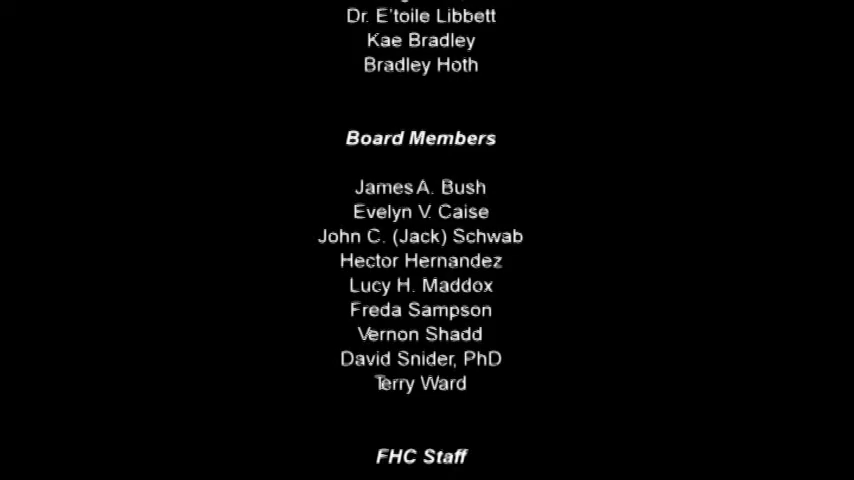 Dr. E'toile Libbett
Kae Bradley
Bradley Hoth
Board Members
James A. Bush
Evelyn V. Caise
John C. (Jack) Schwab
Hector Hernandez
Lucy H. Maddox
Freda Sampson
Vernon Shadd
David Snider, PhD
Terry Ward
FHC Staff